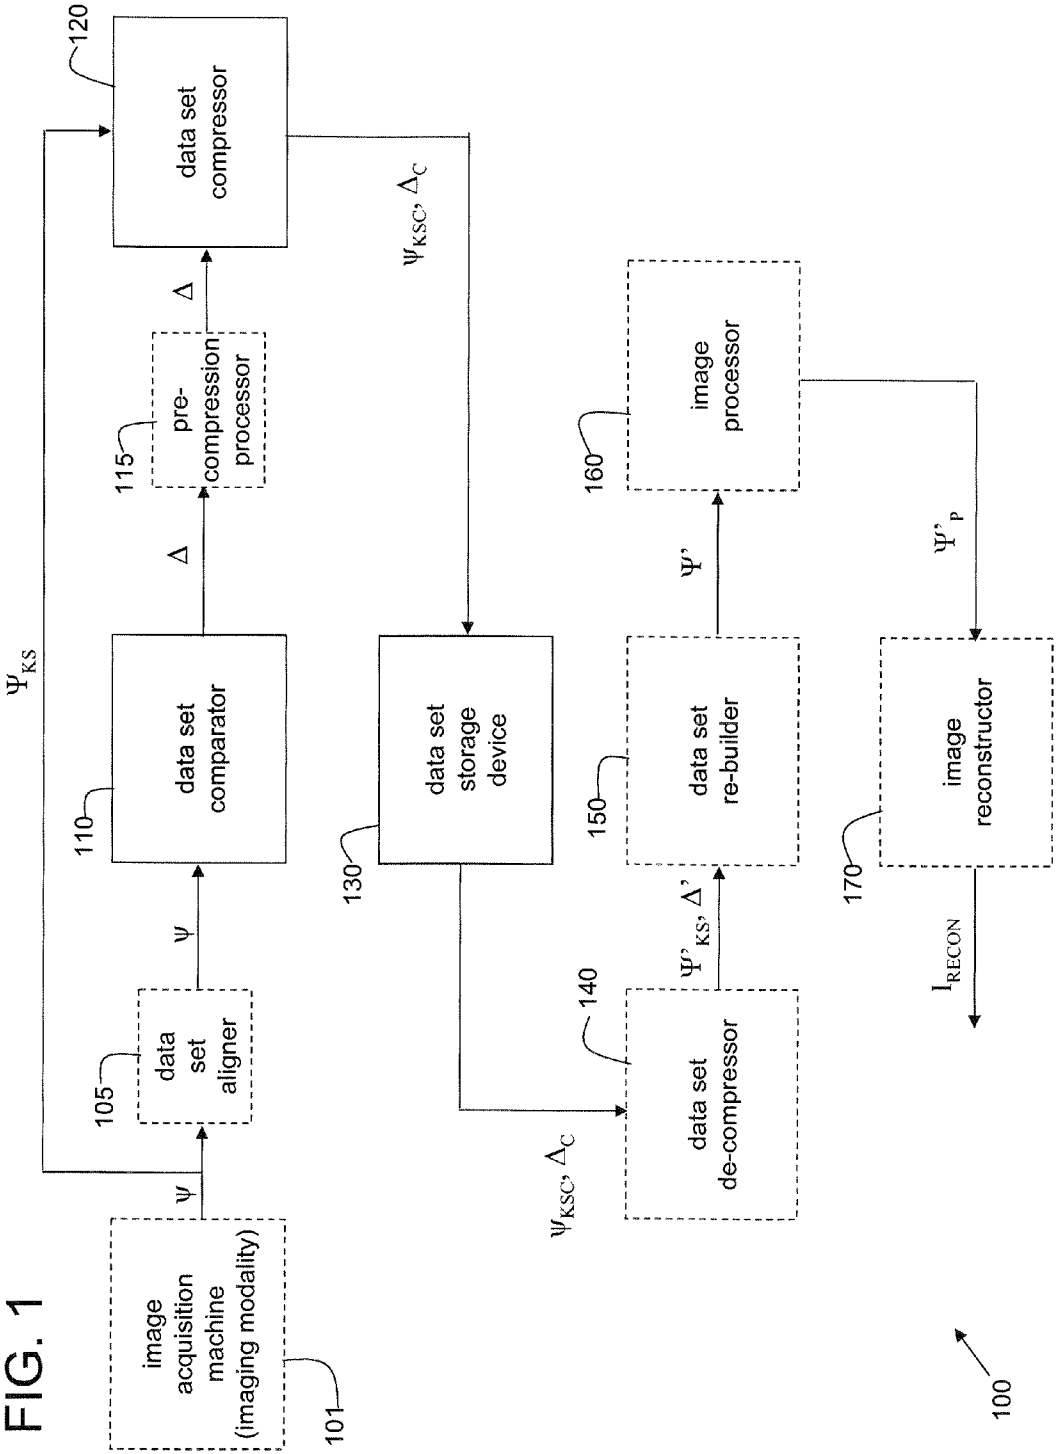 FIG. 1
Ψ_KS
120
data set
compressor
Δ
115
pre-
compression
processor
Δ
110
data set
comparator
ψ
105
data
set
aligner
ψ
image
acquisition
machine
(imaging modality)
101
ψ_KSC, Δ_C
130
data set
storage
device
ψ_KSC, Δ_C
140
data set
de-compressor
Ψ’_KS, Δ’
150
data set
re-builder
Ψ’
160
image
processor
Ψ’_P
170
image
reconstructor
I_RECON
100